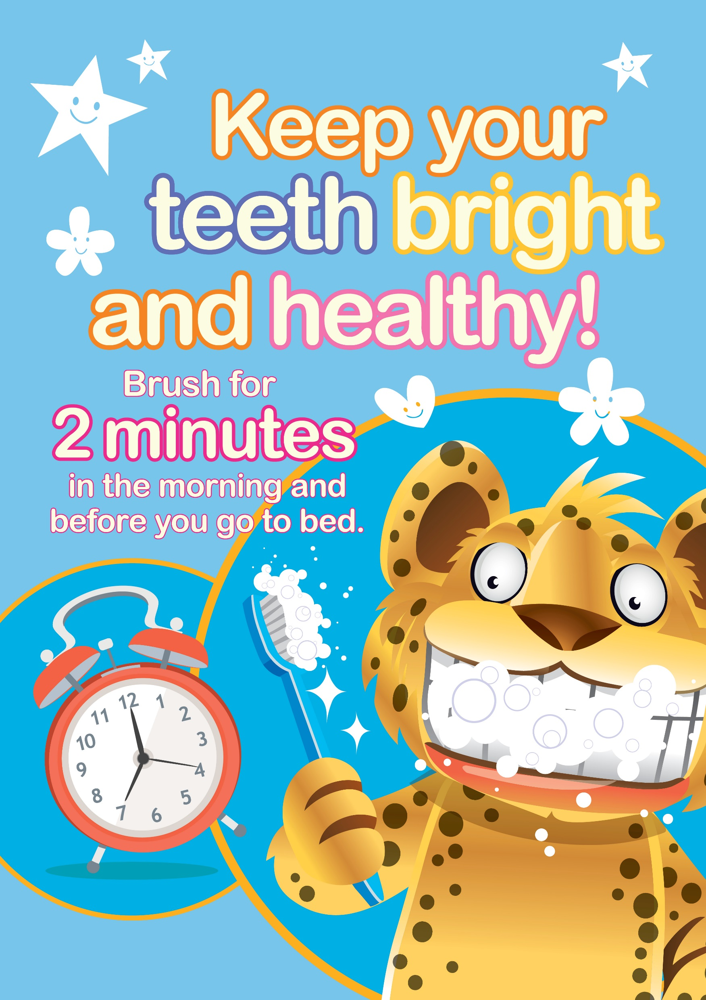 Keep your
teeth bright
and healthy!
Brush for
2 minutes
in the morning and
before you go to bed.
12
1
2
3
4
5
6
7
8
9
10
11